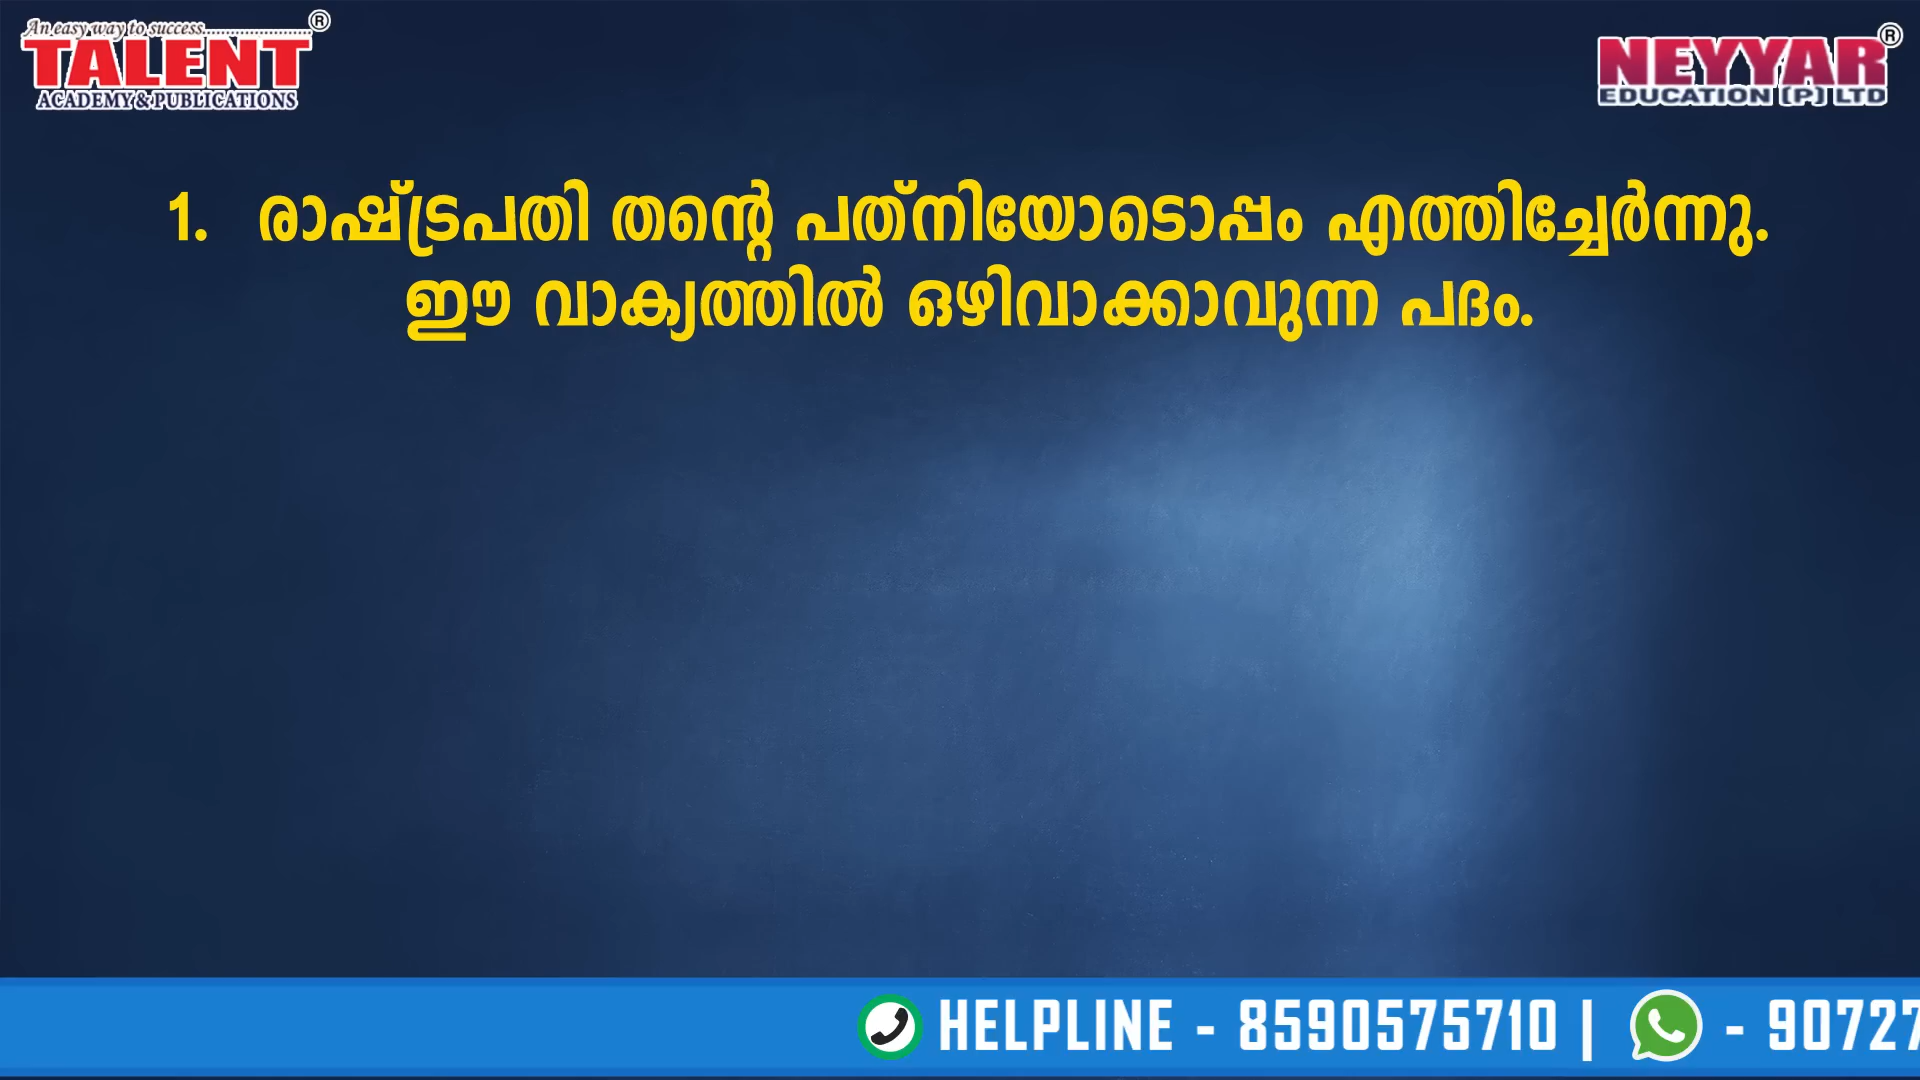 An easy way to success.......................®
TALENT
ACADEMY & PUBLICATIONS
NEYYAR®
EDUCATION (P) LTD
1. രാഷ്ട്രപതി തന്റെ പത്നിയോടൊപ്പം എത്തിച്ചേർന്നു.
ഈ വാക്യത്തിൽ ഒഴിവാക്കാവുന്ന പദം.
HELPLINE - 8590575710 | - 90727